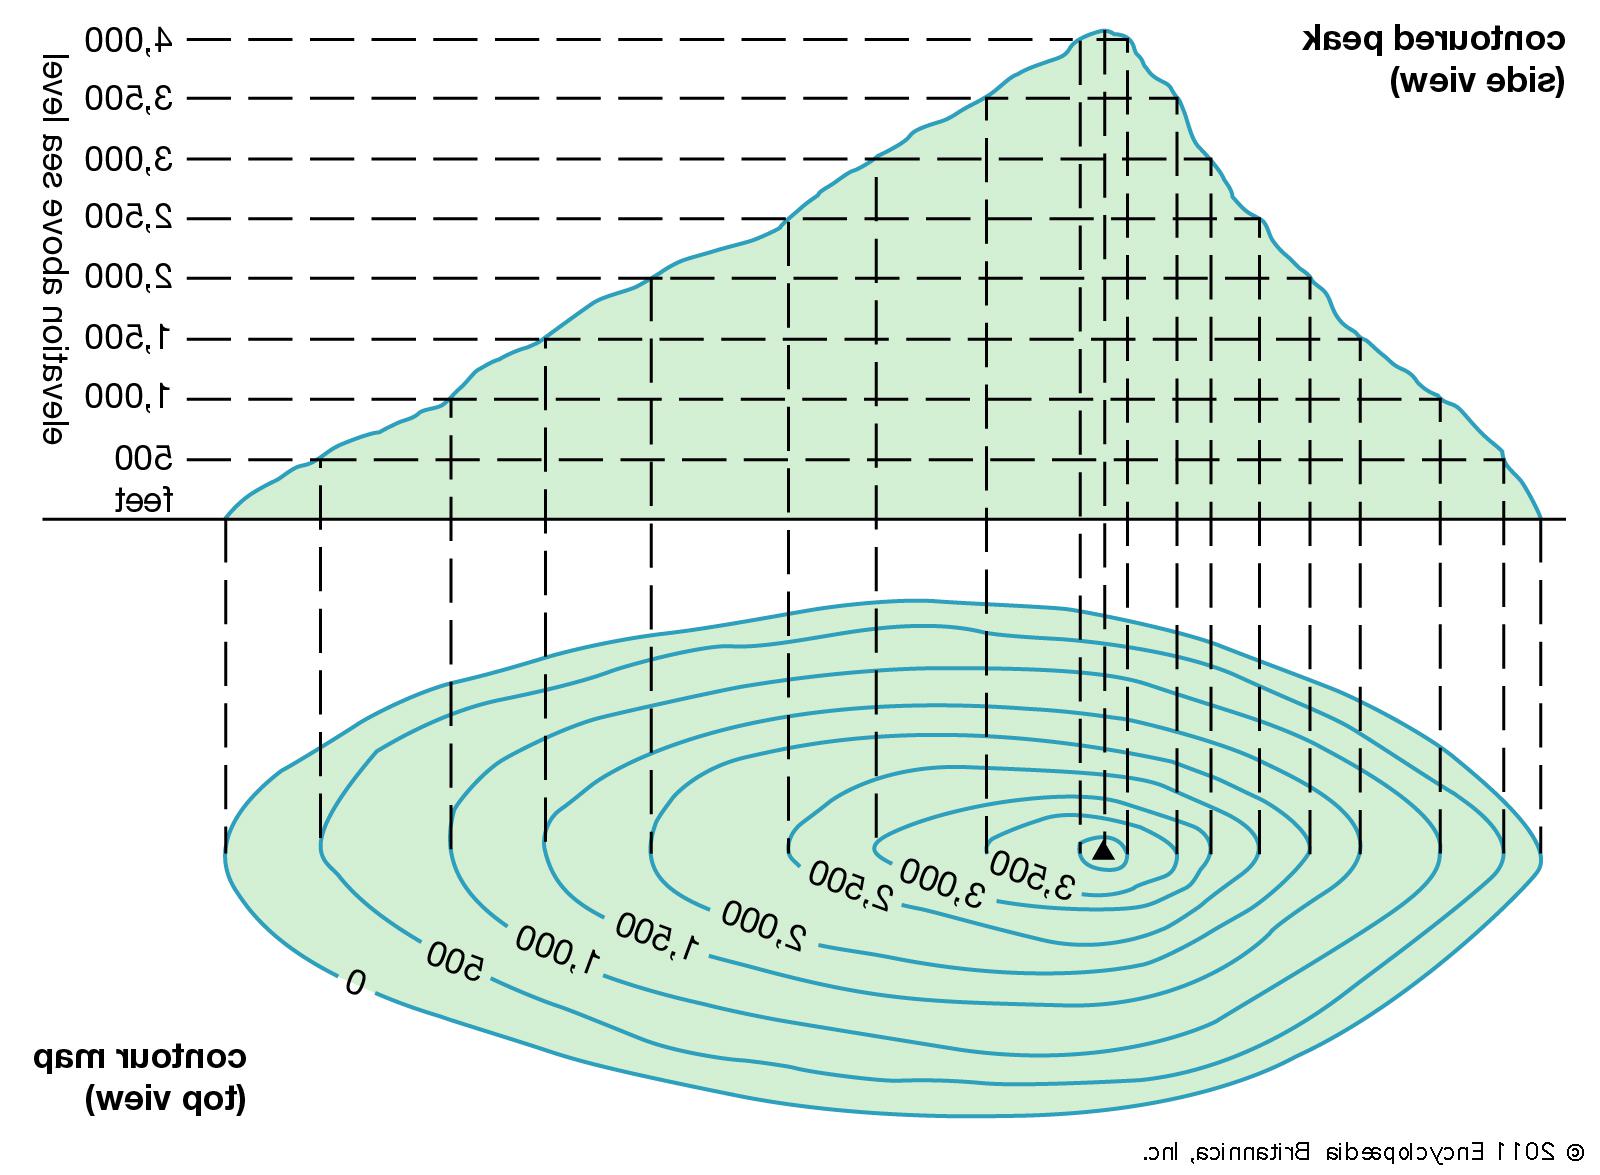 contoured peak
(side view)
elevation above sea level
4,000
3,500
3,000
2,500
2,000
1,500
1,000
500
feet
3,500
3,000
2,500
2,000
1,500
1,000
500
0
contour map
(top view)
© 2011 Encyclopædia Britannica, Inc.